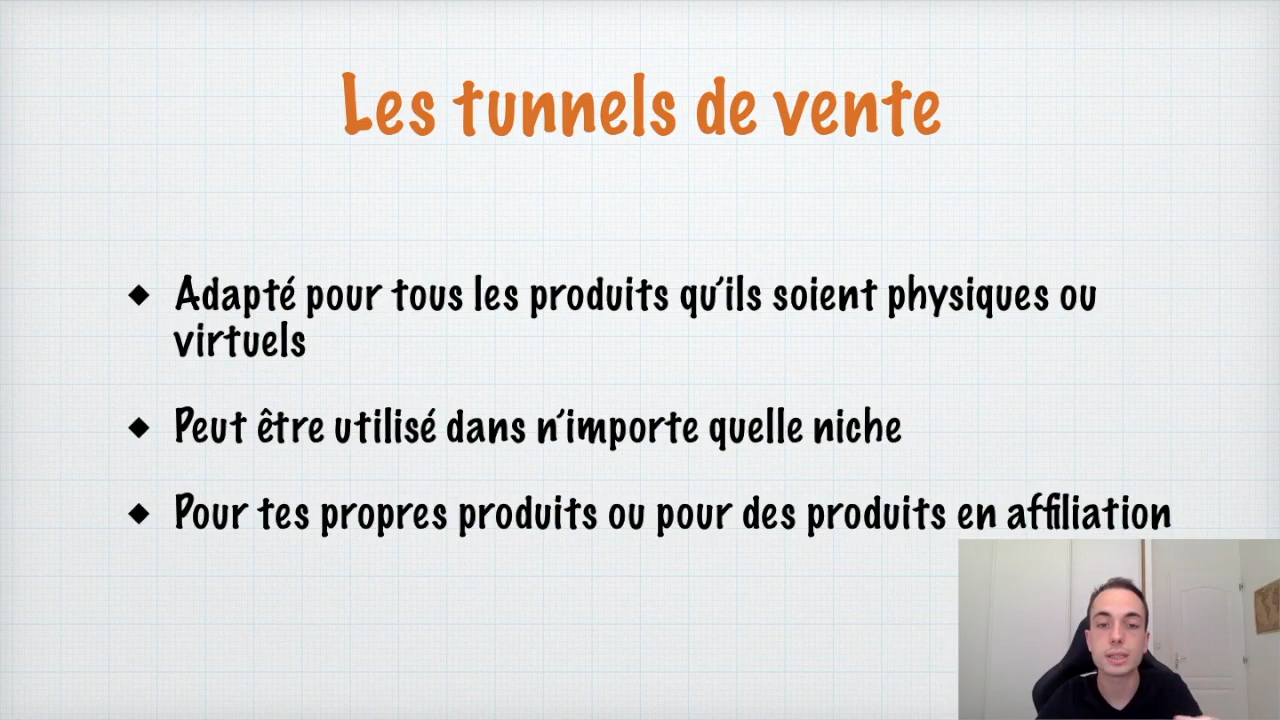 Les tunnels de vente
◆ Adapté pour tous les produits qu'ils soient physiques ou
virtuels
◆ Peut être utilisé dans n'importe quelle niche
◆ Pour tes propres produits ou pour des produits en affiliation